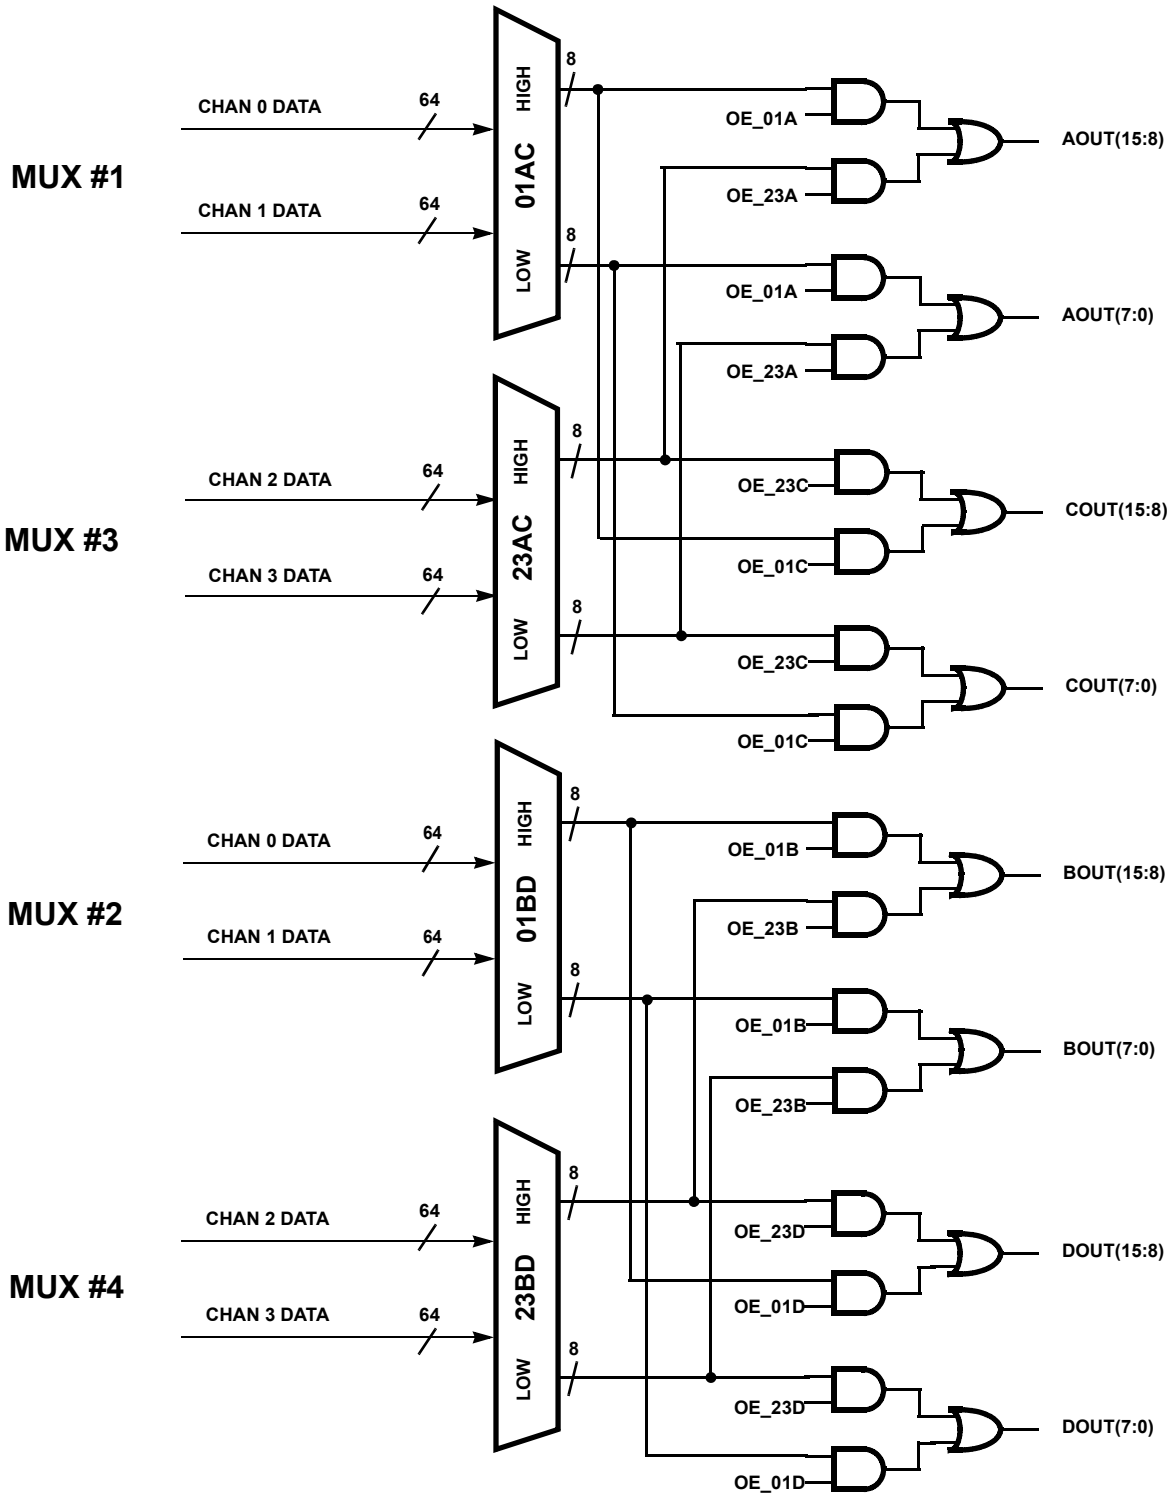 MUX #1
CHAN 0 DATA
64
CHAN 1 DATA
64
HIGH
01AC
LOW
8
8
OE_01A
OE_23A
AOUT(15:8)
OE_01A
OE_23A
AOUT(7:0)
MUX #3
CHAN 2 DATA
64
CHAN 3 DATA
64
HIGH
23AC
LOW
8
8
OE_23C
OE_01C
COUT(15:8)
OE_23C
OE_01C
COUT(7:0)
MUX #2
CHAN 0 DATA
64
CHAN 1 DATA
64
HIGH
01BD
LOW
8
8
OE_01B
OE_23B
BOUT(15:8)
OE_01B
OE_23B
BOUT(7:0)
MUX #4
CHAN 2 DATA
64
CHAN 3 DATA
64
HIGH
23BD
LOW
8
8
OE_23D
OE_01D
DOUT(15:8)
OE_23D
OE_01D
DOUT(7:0)